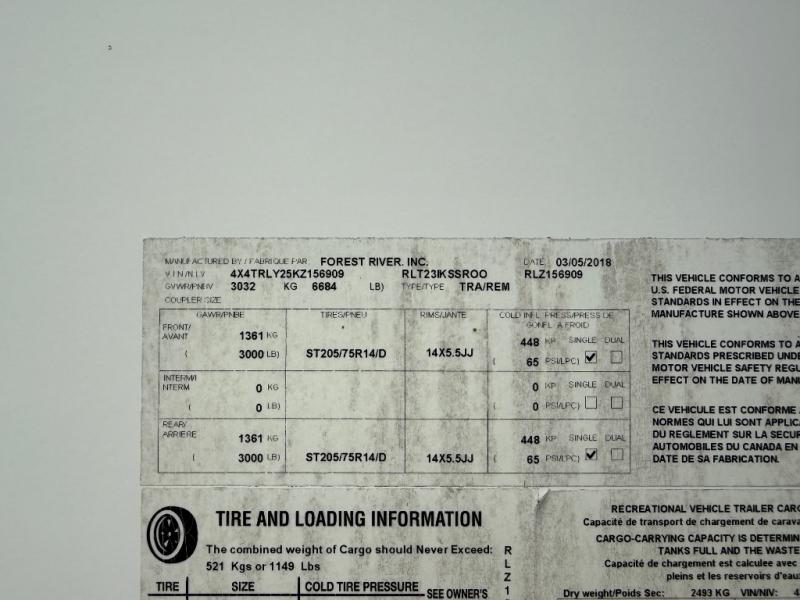 MANUFACTURED BY / FABRIQUE PAR FOREST RIVER, INC. DATE 03/05/2018
V I N / N.I.V 4X4TRLY25KZ156909 RLT23IKSSROO RLZ156909
GVWR/PNBV 3032 KG 6684 LB) TYPE/TYPE TRA/REM
COUPLER SIZE
GAWR/PNBE TIRES/PNEU RIMS/JANTE COLD INFL. PRESS/PRESS DE GONFL. A FROID
FRONT/
AVANT 1361 KG 448 KP SINGLE DUAL
( 3000 LB) ST205/75R14/D 14X5.5JJ ( 65 PSI/LPC)
INTERM/
INTERM 0 KG 0 KP SINGLE DUAL
( 0 LB) ( 0 PSI/LPC)
REAR/
ARRIERE 1361 KG 448 KP SINGLE DUAL
( 3000 LB) ST205/75R14/D 14X5.5JJ ( 65 PSI/LPC)
THIS VEHICLE CONFORMS TO A
U.S. FEDERAL MOTOR VEHICLE
STANDARDS IN EFFECT ON THE
MANUFACTURE SHOWN ABOVE
THIS VEHICLE CONFORMS TO A
STANDARDS PRESCRIBED UNDE
MOTOR VEHICLE SAFETY REGU
EFFECT ON THE DATE OF MANU
CE VEHICULE EST CONFORME
NORMES QUI LUI SONT APPLICA
DU REGLEMENT SUR LA SECUR
AUTOMOBILES DU CANADA EN
DATE DE SA FABRICATION.
TIRE AND LOADING INFORMATION
The combined weight of Cargo should Never Exceed:
521 Kgs or 1149 Lbs
TIRE SIZE COLD TIRE PRESSURE SEE OWNER'S
R
L
Z
1
RECREATIONAL VEHICLE TRAILER CARG
Capacité de transport de chargement de carava
CARGO-CARRYING CAPACITY IS DETERMIN
TANKS FULL AND THE WASTE
Capacité de chargement est calculee avec
pleins et les reservoirs d'eau
Dry weight/Poids Sec: 2493 KG VIN/NIV: 4